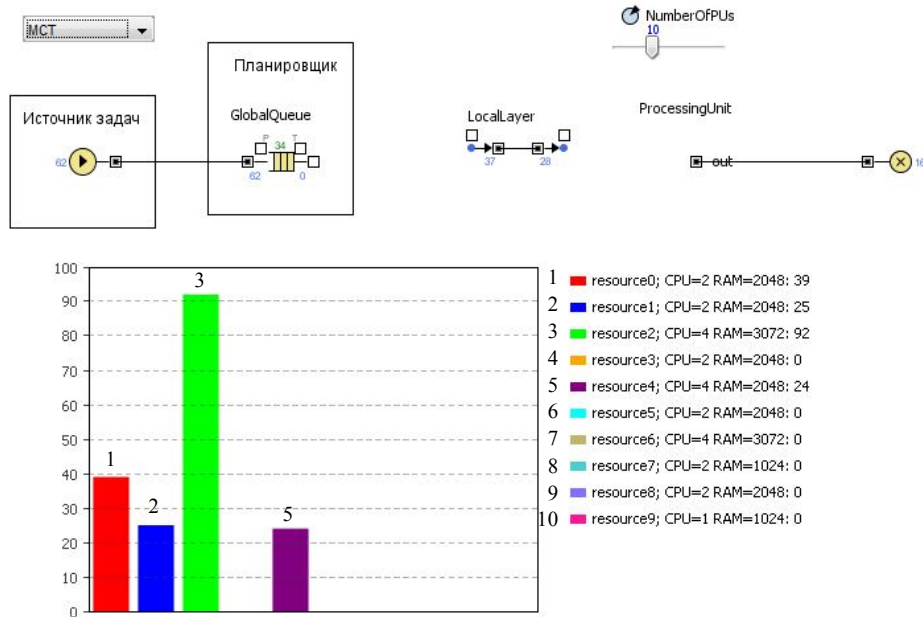 MCT
NumberOfPUs
10
Планировщик
Источник задач
GlobalQueue
P T
34
62
62
0
LocalLayer
37
28
ProcessingUnit
out
16
100
90
80
70
60
50
40
30
20
10
0
1
2
3
5
1 resource0; CPU=2 RAM=2048: 39
2 resource1; CPU=2 RAM=2048: 25
3 resource2; CPU=4 RAM=3072: 92
4 resource3; CPU=2 RAM=2048: 0
5 resource4; CPU=4 RAM=2048: 24
6 resource5; CPU=2 RAM=2048: 0
7 resource6; CPU=4 RAM=3072: 0
8 resource7; CPU=2 RAM=1024: 0
9 resource8; CPU=2 RAM=2048: 0
10 resource9; CPU=1 RAM=1024: 0